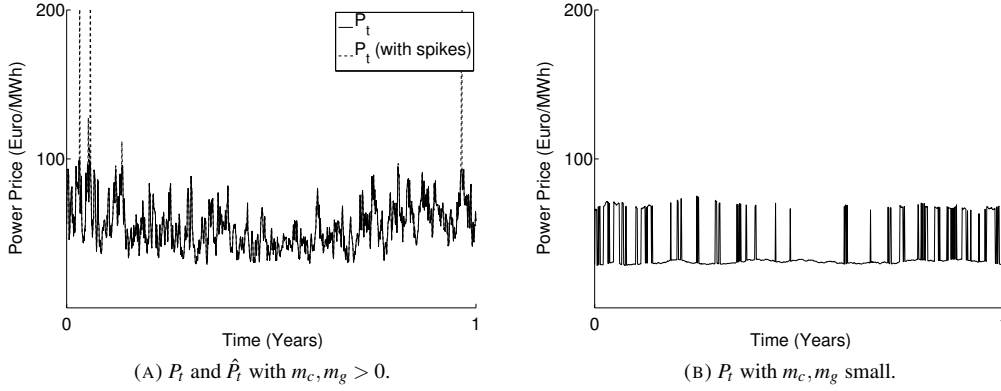 200
P_t
P_t (with spikes)
100
Power Price (Euro/MWh)
0
1
Time (Years)
(A) P_t and P̂_t with m_c, m_g > 0.
200
100
Power Price (Euro/MWh)
0
1
Time (Years)
(B) P_t with m_c, m_g small.